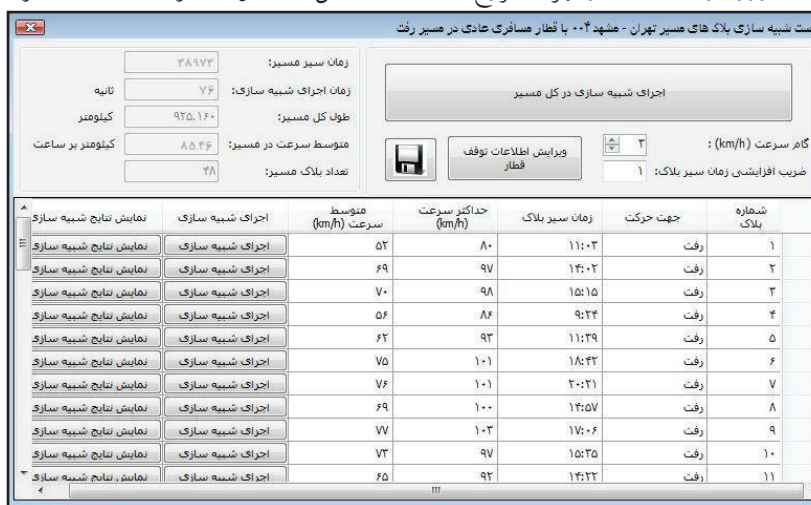 ست شبیه سازی بلاک های مسیر تهران - مشهد ۰۰۴ با قطار مسافری عادی در مسیر رفت
اجرای شبیه سازی در کل مسیر
گام سرعت (km/h) : ۳
ضریب افزایشی زمان سیر بلاک: ۱
ویرایش اطلاعات توقف
قطار
زمان سیر مسیر: ۳۸۹۷۳
زمان اجرای شبیه سازی: ۷۶ ثانیه
طول کل مسیر: ۹۲۵.۱۶۰ کیلومتر
متوسط سرعت در مسیر: ۸۵.۴۶ کیلومتر بر ساعت
تعداد بلاک مسیر: ۴۸
شماره بلاک جهت حرکت زمان سیر بلاک حداکثر سرعت (km/h) متوسط سرعت (km/h) اجرای شبیه سازی نمایش نتایج شبیه سازی
۱ رفت ۱۱:۰۳ ۸۰ ۵۲ اجرای شبیه سازی نمایش نتایج شبیه سازی
۲ رفت ۱۴:۰۲ ۹۷ ۶۹ اجرای شبیه سازی نمایش نتایج شبیه سازی
۳ رفت ۱۵:۱۵ ۹۸ ۷۰ اجرای شبیه سازی نمایش نتایج شبیه سازی
۴ رفت ۹:۲۴ ۸۶ ۵۶ اجرای شبیه سازی نمایش نتایج شبیه سازی
۵ رفت ۱۱:۳۹ ۹۳ ۶۲ اجرای شبیه سازی نمایش نتایج شبیه سازی
۶ رفت ۱۸:۴۲ ۱۰۱ ۷۵ اجرای شبیه سازی نمایش نتایج شبیه سازی
۷ رفت ۲۰:۲۱ ۱۰۱ ۷۶ اجرای شبیه سازی نمایش نتایج شبیه سازی
۸ رفت ۱۴:۵۷ ۱۰۰ ۶۹ اجرای شبیه سازی نمایش نتایج شبیه سازی
۹ رفت ۱۷:۰۶ ۱۰۳ ۷۷ اجرای شبیه سازی نمایش نتایج شبیه سازی
۱۰ رفت ۱۵:۳۵ ۹۷ ۷۳ اجرای شبیه سازی نمایش نتایج شبیه سازی
۱۱ رفت ۱۴:۲۲ ۹۲ ۶۵ اجرای شبیه سازی نمایش نتایج شبیه سازی